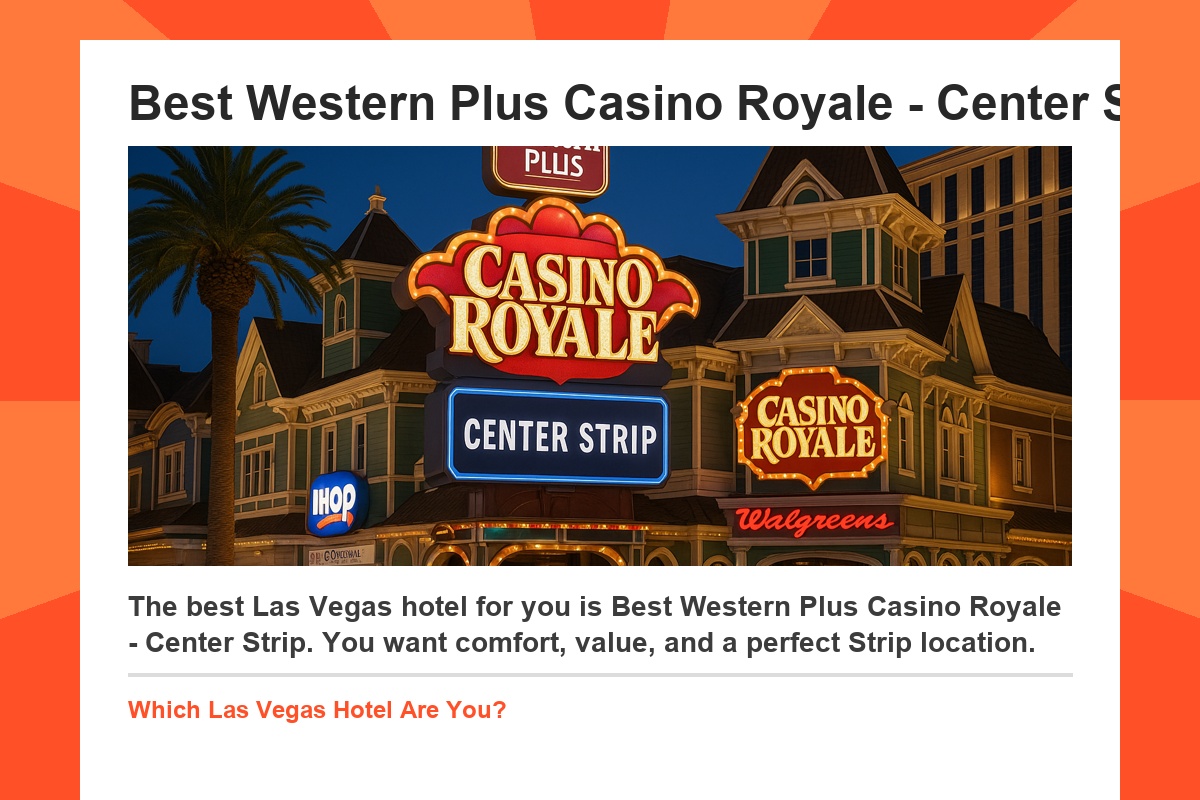 Best Western Plus Casino Royale - Center S
PLUS
CASINO
ROYALE
CENTER STRIP
CASINO
ROYALE
IHOP
Walgreens
The best Las Vegas hotel for you is Best Western Plus Casino Royale
- Center Strip. You want comfort, value, and a perfect Strip location.
Which Las Vegas Hotel Are You?